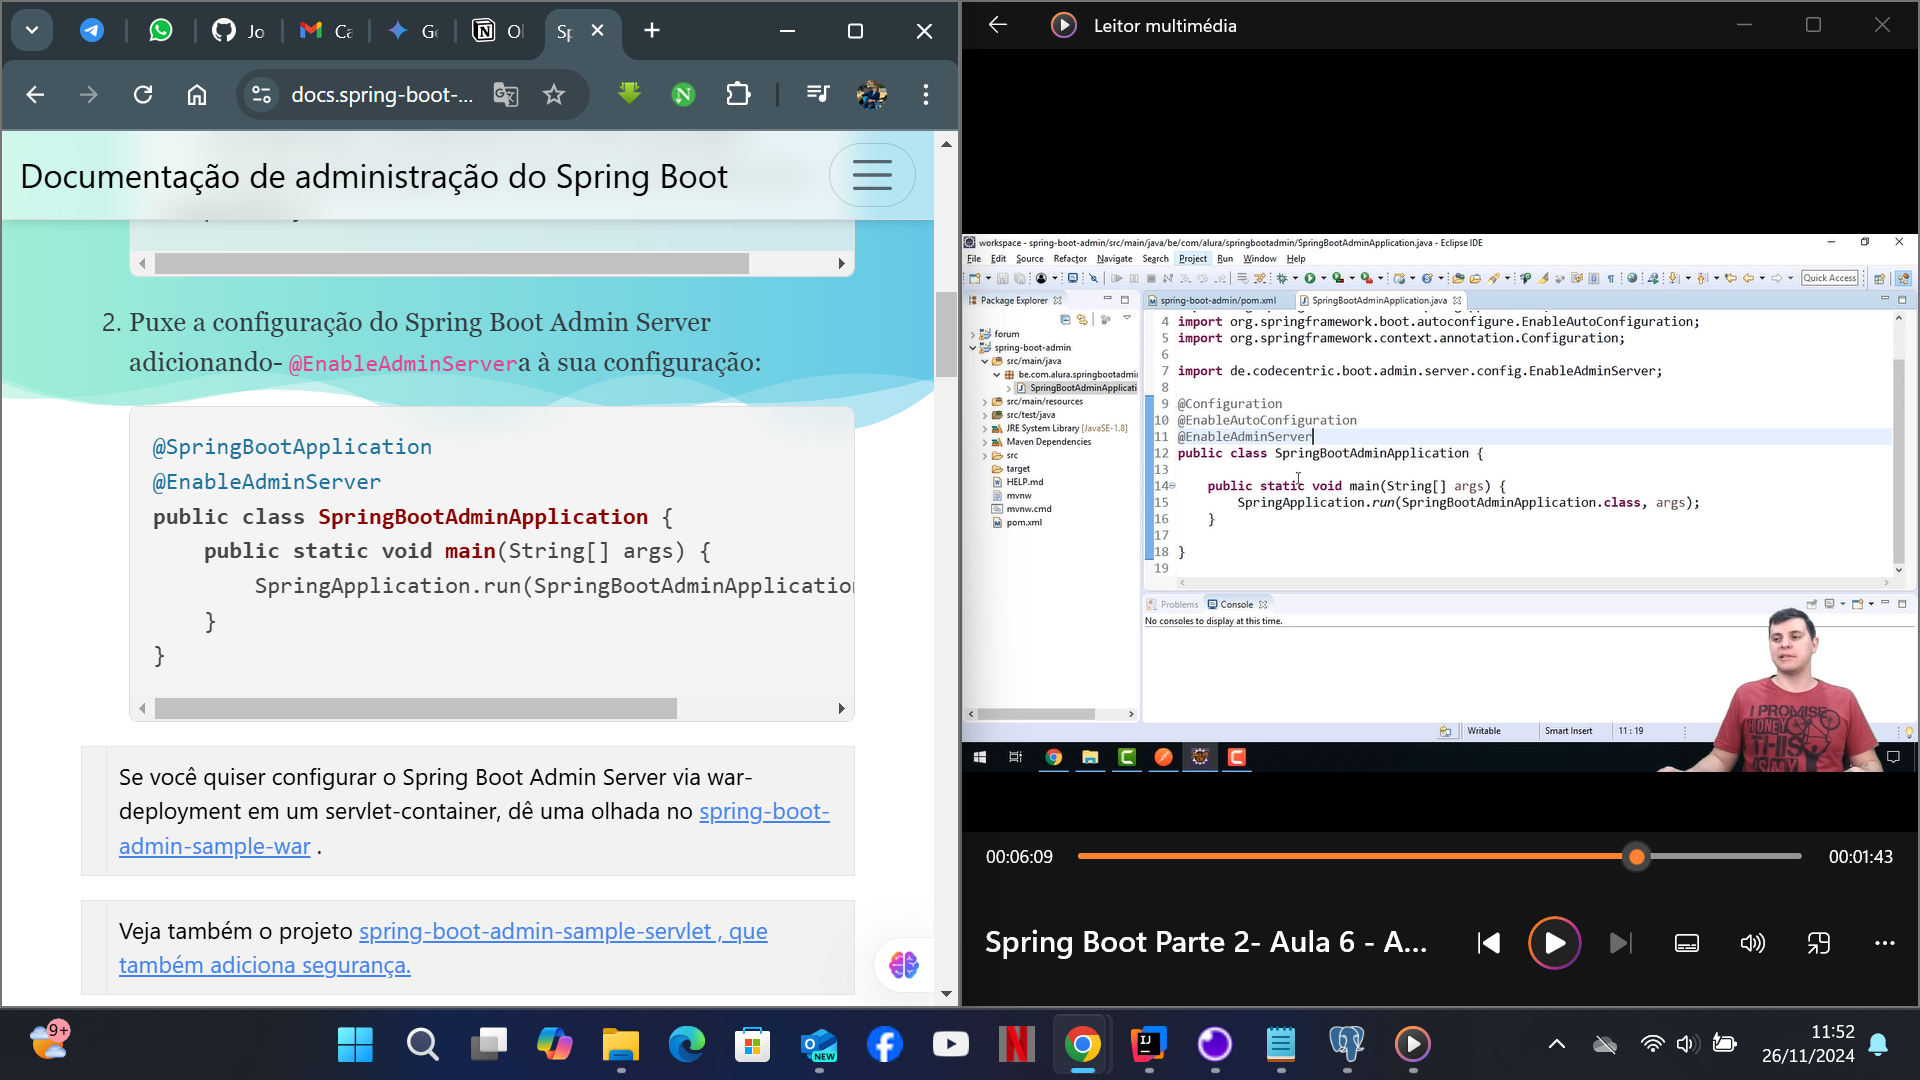 Jo
Ca
Ge
Ol
Sp
docs.spring-boot-...
Documentação de administração do Spring Boot
2. Puxe a configuração do Spring Boot Admin Server
adicionando- @EnableAdminServera à sua configuração:
@SpringBootApplication
@EnableAdminServer
public class SpringBootAdminApplication {
public static void main(String[] args) {
SpringApplication.run(SpringBootAdminApplication
}
}
Se você quiser configurar o Spring Boot Admin Server via war-
deployment em um servlet-container, dê uma olhada no spring-boot-
admin-sample-war .
Veja também o projeto spring-boot-admin-sample-servlet , que
também adiciona segurança.
Leitor multimédia
workspace - spring-boot-admin/src/main/java/be/com/alura/springbootadmin/SpringBootAdminApplication.java - Eclipse IDE
File Edit Source Refactor Navigate Search Project Run Window Help
Quick Access
Package Explorer
forum
spring-boot-admin
src/main/java
be.com.alura.springbootadmin
SpringBootAdminApplicati
src/main/resources
src/test/java
JRE System Library [JavaSE-1.8]
Maven Dependencies
src
target
HELP.md
mvnw
mvnw.cmd
pom.xml
spring-boot-admin/pom.xml
SpringBootAdminApplication.java
4 import org.springframework.boot.autoconfigure.EnableAutoConfiguration;
5 import org.springframework.context.annotation.Configuration;
6
7 import de.codecentric.boot.admin.server.config.EnableAdminServer;
8
9 @Configuration
10 @EnableAutoConfiguration
11 @EnableAdminServer
12 public class SpringBootAdminApplication {
13
14 public static void main(String[] args) {
15 SpringApplication.run(SpringBootAdminApplication.class, args);
16 }
17
18 }
19
Problems Console
No consoles to display at this time.
Writable Smart Insert 11 : 19
I PROMISE
HONEY
THIS
IS MY
00:06:09
00:01:43
Spring Boot Parte 2- Aula 6 - A...
9+
NEW
IJ
11:52
26/11/2024